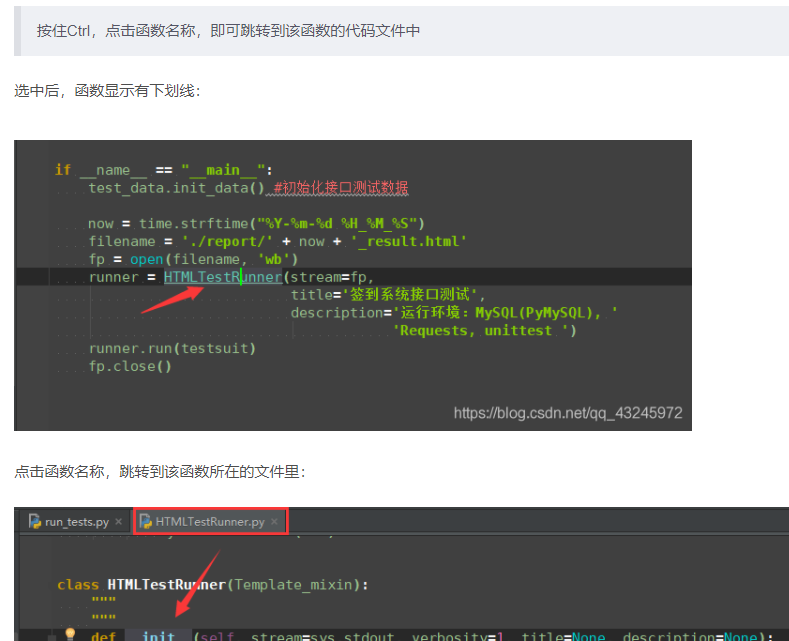 按住Ctrl，点击函数名称，即可跳转到该函数的代码文件中
选中后，函数显示有下划线：
if __name__ == "__main__":
test_data.init_data() #初始化接口测试数据
now = time.strftime("%Y-%m-%d %H_%M_%S")
filename = './report/' + now + '_result.html'
fp = open(filename, 'wb')
runner = HTMLTestRunner(stream=fp,
title='签到系统接口测试',
description='运行环境：MySQL(PyMySQL), '
'Requests, unittest ')
runner.run(testsuit)
fp.close()
https://blog.csdn.net/qq_43245972
点击函数名称，跳转到该函数所在的文件里：
run_tests.py × HTMLTestRunner.py ×
class HTMLTestRunner(Template_mixin):
"""
"""
def __init__(self, stream=sys.stdout, verbosity=1, title=None, description=None):